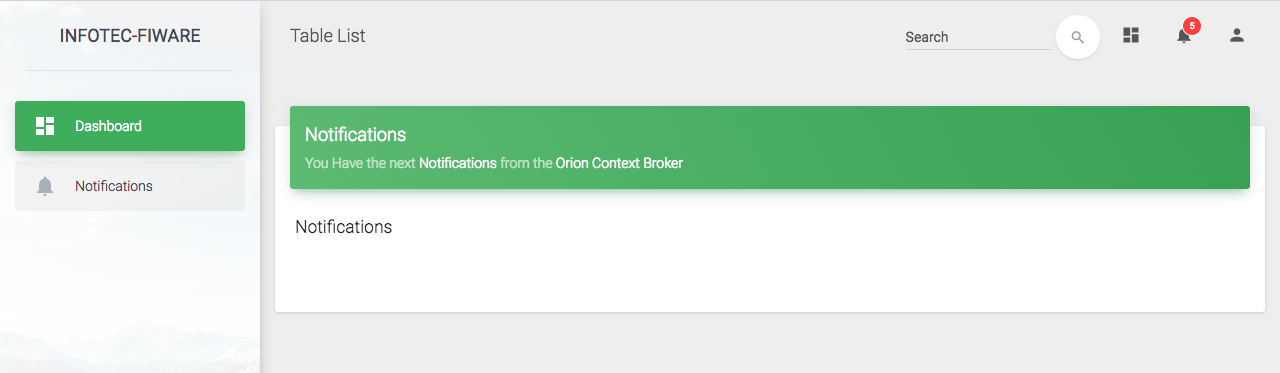 INFOTEC-FIWARE
Dashboard
Notifications
Table List
Search
5
Notifications
You Have the next Notifications from the Orion Context Broker
Notifications